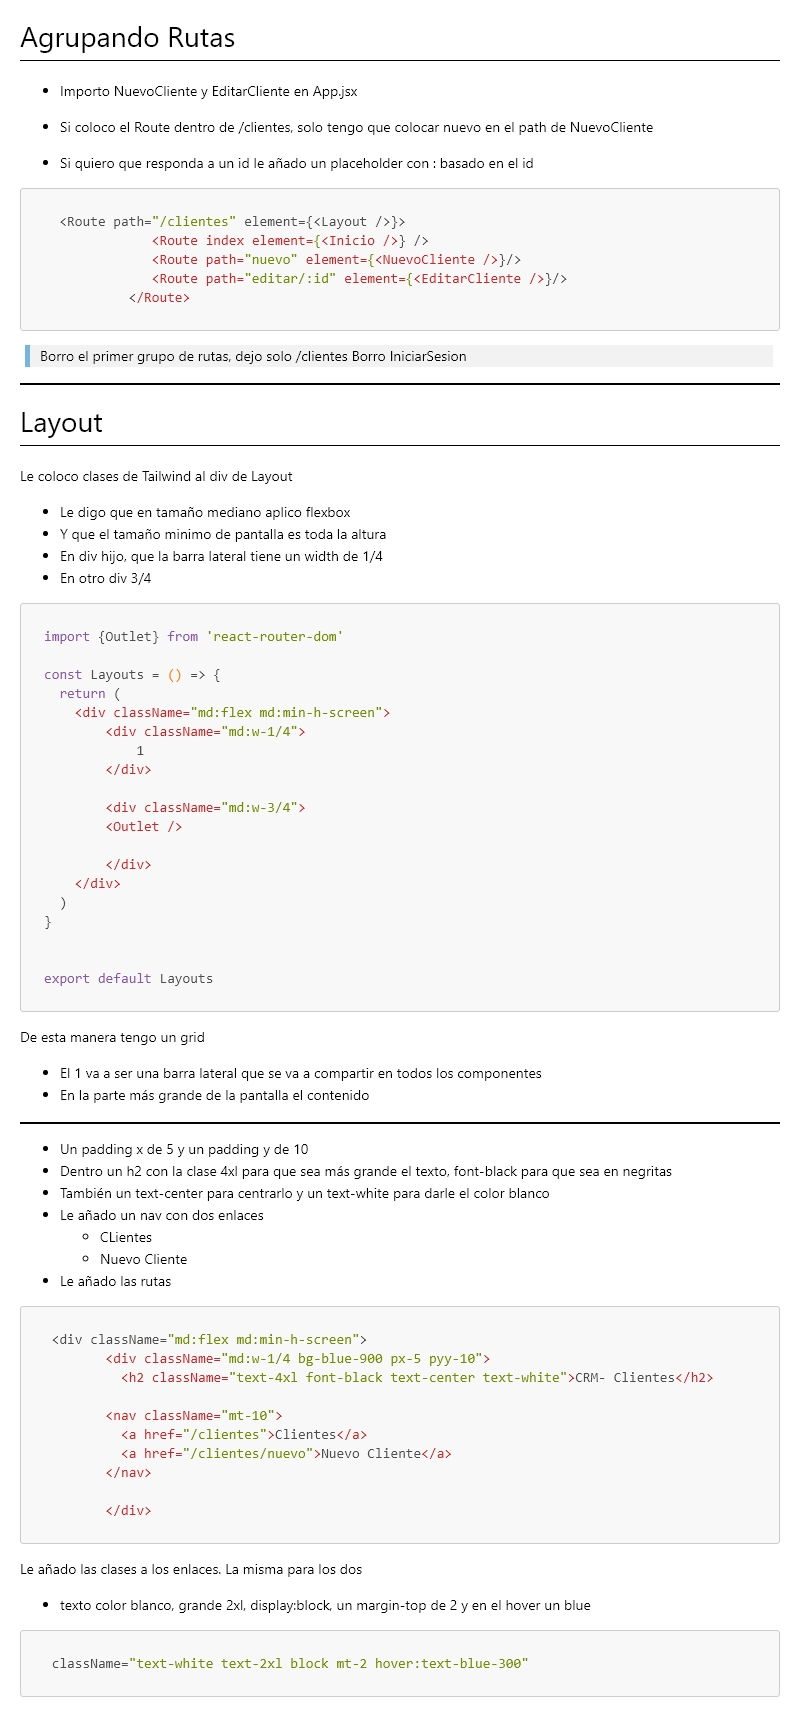 Agrupando Rutas
Importo NuevoCliente y EditarCliente en App.jsx
Si coloco el Route dentro de /clientes, solo tengo que colocar nuevo en el path de NuevoCliente
Si quiero que responda a un id le añado un placeholder con : basado en el id
<Route path="/clientes" element={<Layout />}>
<Route index element={<Inicio />} />
<Route path="nuevo" element={<NuevoCliente />}/>
<Route path="editar/:id" element={<EditarCliente />}/>
</Route>
Borro el primer grupo de rutas, dejo solo /clientes Borro IniciarSesion
Layout
Le coloco clases de Tailwind al div de Layout
Le digo que en tamaño mediano aplico flexbox
Y que el tamaño minimo de pantalla es toda la altura
En div hijo, que la barra lateral tiene un width de 1/4
En otro div 3/4
import {Outlet} from 'react-router-dom'
const Layouts = () => {
return (
<div className="md:flex md:min-h-screen">
<div className="md:w-1/4">
1
</div>
<div className="md:w-3/4">
<Outlet />
</div>
</div>
)
}
export default Layouts
De esta manera tengo un grid
El 1 va a ser una barra lateral que se va a compartir en todos los componentes
En la parte más grande de la pantalla el contenido
Un padding x de 5 y un padding y de 10
Dentro un h2 con la clase 4xl para que sea más grande el texto, font-black para que sea en negritas
También un text-center para centrarlo y un text-white para darle el color blanco
Le añado un nav con dos enlaces
CLientes
Nuevo Cliente
Le añado las rutas
<div className="md:flex md:min-h-screen">
<div className="md:w-1/4 bg-blue-900 px-5 pyy-10">
<h2 className="text-4xl font-black text-center text-white">CRM- Clientes</h2>
<nav className="mt-10">
<a href="/clientes">Clientes</a>
<a href="/clientes/nuevo">Nuevo Cliente</a>
</nav>
</div>
Le añado las clases a los enlaces. La misma para los dos
texto color blanco, grande 2xl, display:block, un margin-top de 2 y en el hover un blue
className="text-white text-2xl block mt-2 hover:text-blue-300"